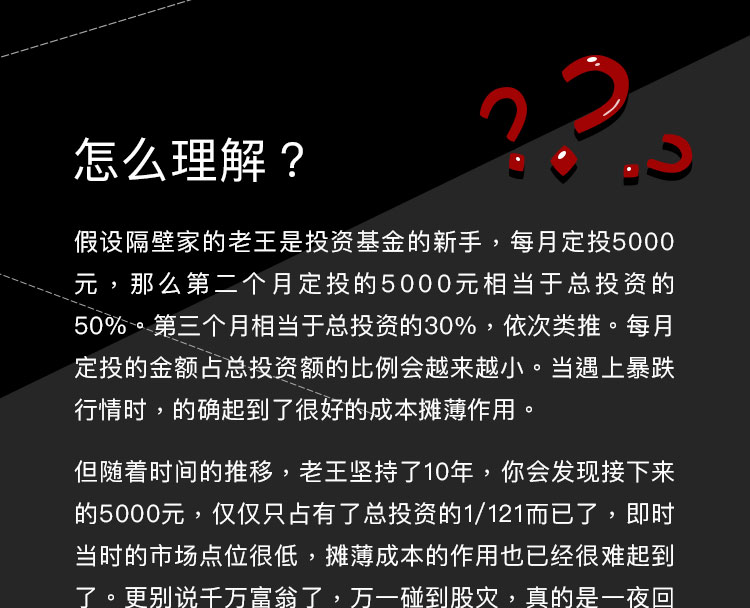 怎么理解？
假设隔壁家的老王是投资基金的新手，每月定投5000
元，那么第二个月定投的5000元相当于总投资的
50%。第三个月相当于总投资的30%，依次类推。每月
定投的金额占总投资额的比例会越来越小。当遇上暴跌
行情时，的确起到了很好的成本摊薄作用。
但随着时间的推移，老王坚持了10年，你会发现接下来
的5000元，仅仅只占有了总投资的1/121而已了，即时
当时的市场点位很低，摊薄成本的作用也已经很难起到
了。更别说千万富翁了，万一碰到股灾，真的是一夜回